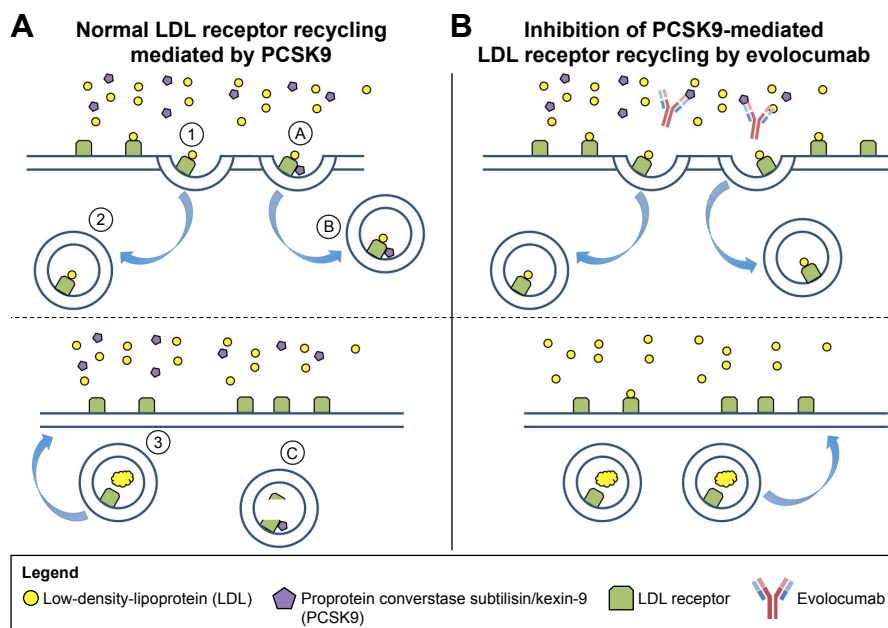 A
Normal LDL receptor recycling
mediated by PCSK9
B
Inhibition of PCSK9-mediated
LDL receptor recycling by evolocumab
1
A
2
B
3
C
Legend
Low-density-lipoprotein (LDL)
Proprotein converstase subtilisin/kexin-9
(PCSK9)
LDL receptor
Evolocumab